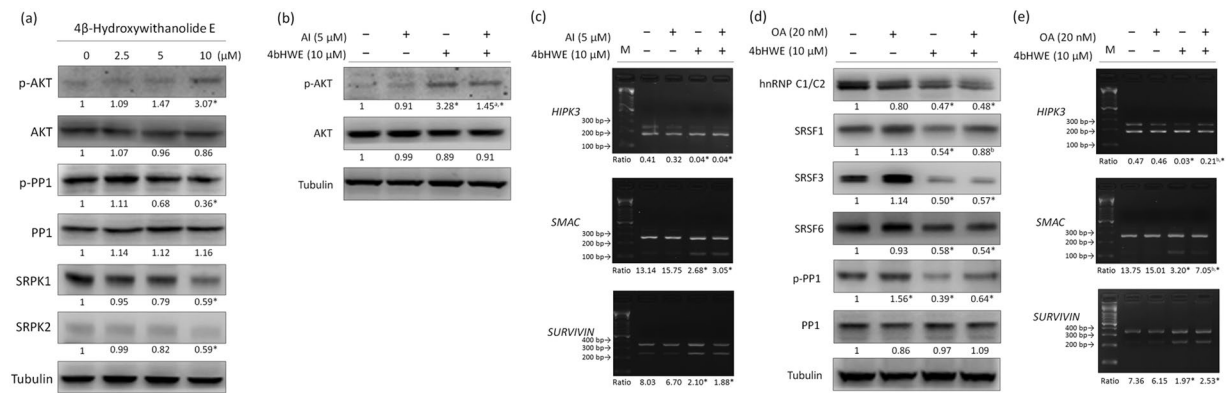 (a)
4β-Hydroxywithanolide E
0 2.5 5 10 (μM)
p-AKT
1 1.09 1.47 3.07*
AKT
1 1.07 0.96 0.86
p-PP1
1 1.11 0.68 0.36*
PP1
1 1.14 1.12 1.16
SRPK1
1 0.95 0.79 0.59*
SRPK2
1 0.99 0.82 0.59*
Tubulin
(b)
AI (5 μM) – + – +
4bHWE (10 μM) – – + +
p-AKT
1 0.91 3.28* 1.45a,*
AKT
1 0.99 0.89 0.91
Tubulin
(c)
AI (5 μM) – + – +
4bHWE (10 μM) M – – + +
HIPK3
300 bp→
200 bp→
100 bp→
Ratio 0.41 0.32 0.04* 0.04*
SMAC
300 bp→
200 bp→
100 bp→
Ratio 13.14 15.75 2.68* 3.05*
SURVIVIN
400 bp→
300 bp→
200 bp→
Ratio 8.03 6.70 2.10* 1.88*
(d)
OA (20 nM) – + – +
4bHWE (10 μM) – – + +
hnRNP C1/C2
1 0.80 0.47* 0.48*
SRSF1
1 1.13 0.54* 0.88b
SRSF3
1 1.14 0.50* 0.57*
SRSF6
1 0.93 0.58* 0.54*
p-PP1
1 1.56* 0.39* 0.64*
PP1
1 0.86 0.97 1.09
Tubulin
(e)
OA (20 nM) – + – +
4bHWE (10 μM) M – – + +
HIPK3
300 bp→
200 bp→
100 bp→
Ratio 0.47 0.46 0.03* 0.21b,*
SMAC
300 bp→
200 bp→
100 bp→
Ratio 13.75 15.01 3.20* 7.05b,*
SURVIVIN
400 bp→
300 bp→
200 bp→
Ratio 7.36 6.15 1.97* 2.53*